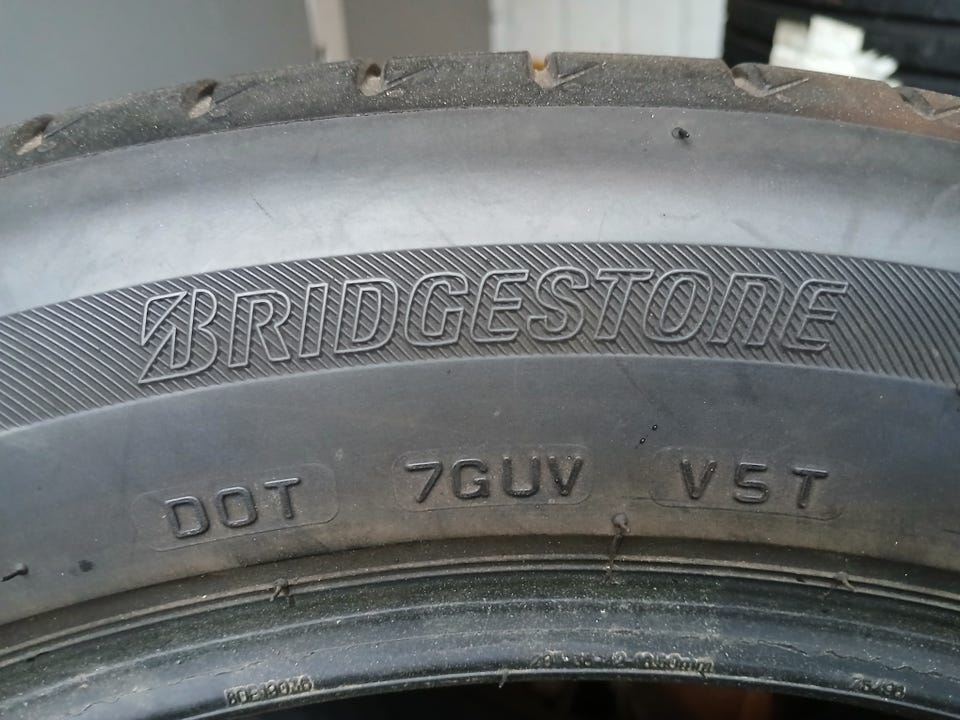 BRIDGESTONE
DOT 7GUV V5T